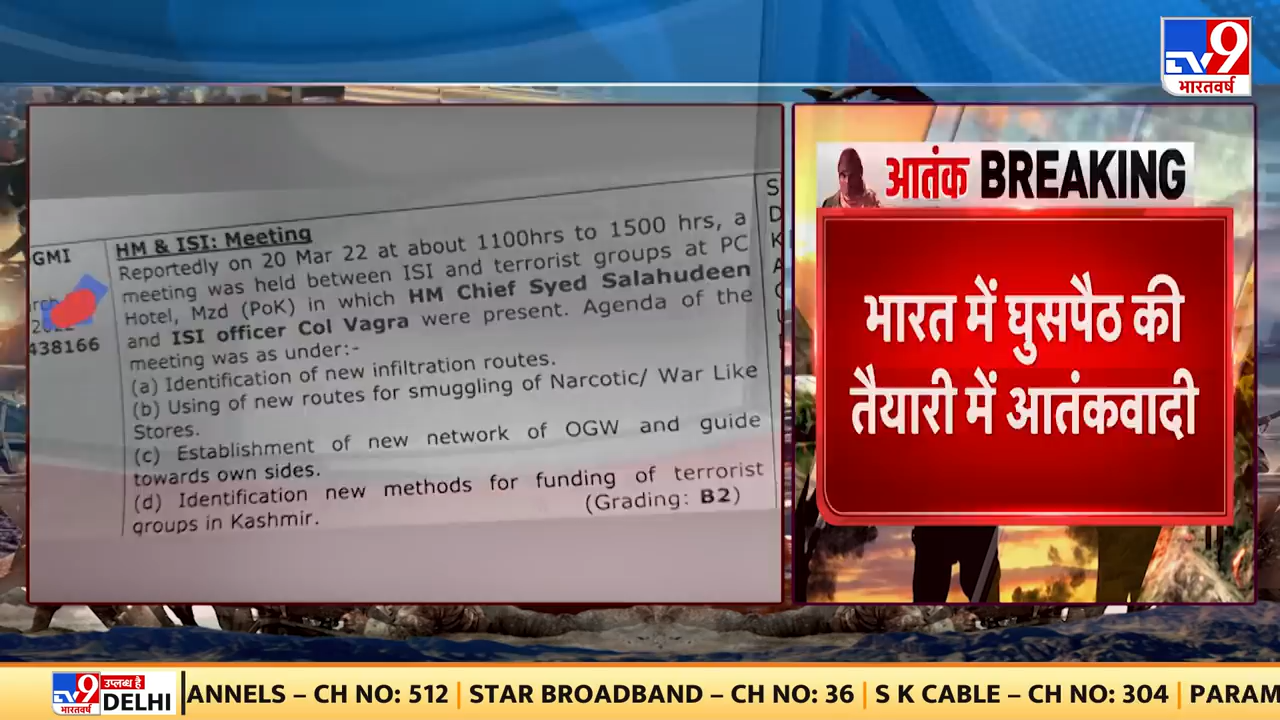 TV9
भारतवर्ष
GMI
438166
HM & ISI: Meeting
Reportedly on 20 Mar 22 at about 1100hrs to 1500 hrs, a
meeting was held between ISI and terrorist groups at PC
Hotel, Mzd (PoK) in which HM Chief Syed Salahudeen
and ISI officer Col Vagra were present. Agenda of the
meeting was as under:-
(a) Identification of new infiltration routes.
(b) Using of new routes for smuggling of Narcotic/ War Like
Stores.
(c) Establishment of new network of OGW and guide
towards own sides.
(d) Identification new methods for funding of terrorist
groups in Kashmir. (Grading: B2)
आतंक BREAKING
भारत में घुसपैठ की
तैयारी में आतंकवादी
TV9 भारतवर्ष उप्लब्ध है DELHI
ANNELS – CH NO: 512 | STAR BROADBAND – CH NO: 36 | S K CABLE – CH NO: 304 | PARAM